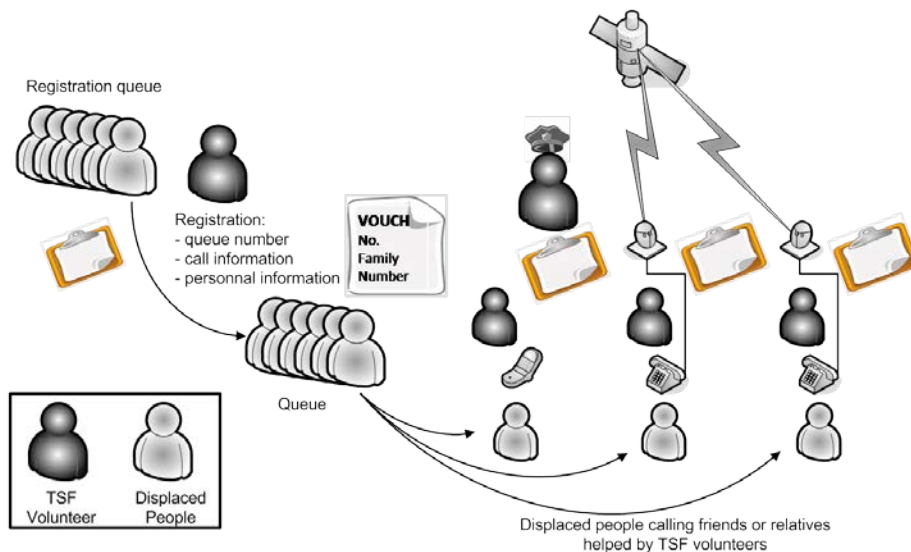 Registration queue
Registration:
- queue number
- call information
- personnal information
VOUCH
No.
Family
Number
Queue
TSF
Volunteer
Displaced
People
Displaced people calling friends or relatives
helped by TSF volunteers